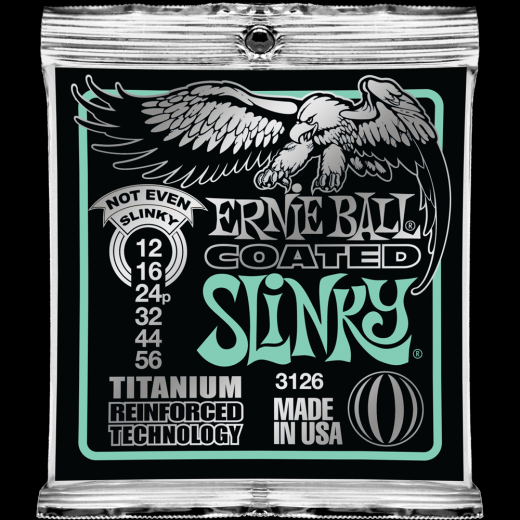 NOT EVEN
SLINKY
12
16
24p
32
44
56
ERNIE BALL®
COATED
SLINKY®
TITANIUM
REINFORCED
TECHNOLOGY
3126
MADE
IN USA